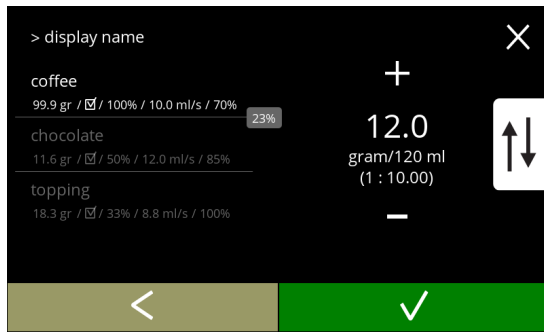 > display name
coffee
99.9 gr / ☑ / 100% / 10.0 ml/s / 70%
23%
chocolate
11.6 gr / ☑ / 50% / 12.0 ml/s / 85%
topping
18.3 gr / ☑ / 33% / 8.8 ml/s / 100%
+
12.0
gram/120 ml
(1 : 10.00)
−